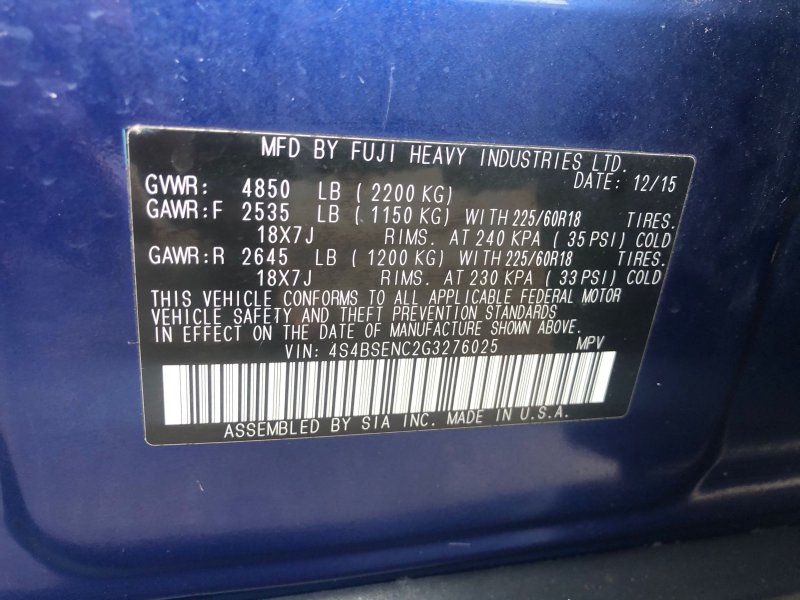 MFD BY FUJI HEAVY INDUSTRIES LTD.
DATE: 12/15
GVWR: 4850 LB ( 2200 KG)
GAWR:F 2535 LB ( 1150 KG) WITH 225/60R18 TIRES.
18X7J RIMS. AT 240 KPA ( 35 PSI) COLD
GAWR:R 2645 LB ( 1200 KG) WITH 225/60R18 TIRES.
18X7J RIMS. AT 230 KPA ( 33 PSI) COLD
THIS VEHICLE CONFORMS TO ALL APPLICABLE FEDERAL MOTOR
VEHICLE SAFETY AND THEFT PREVENTION STANDARDS
IN EFFECT ON THE DATE OF MANUFACTURE SHOWN ABOVE.
VIN: 4S4BSENC2G3276025 MPV
ASSEMBLED BY SIA INC. MADE IN U.S.A.